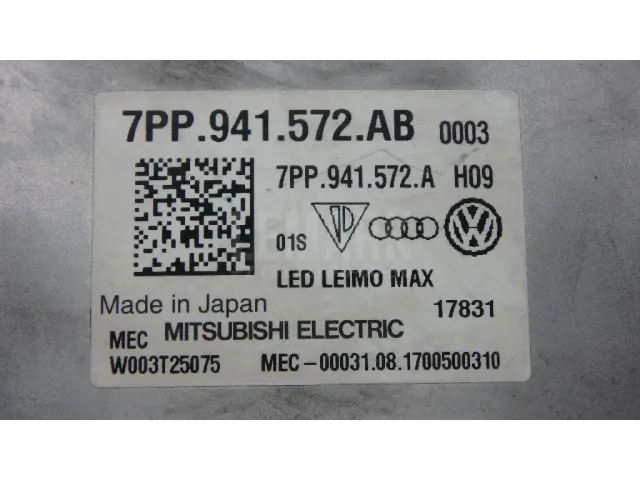 7PP.941.572.AB 0003
7PP.941.572.A H09
01S
LED LEIMO MAX
Made in Japan 17831
MEC MITSUBISHI ELECTRIC
W003T25075 MEC-00031.08.1700500310